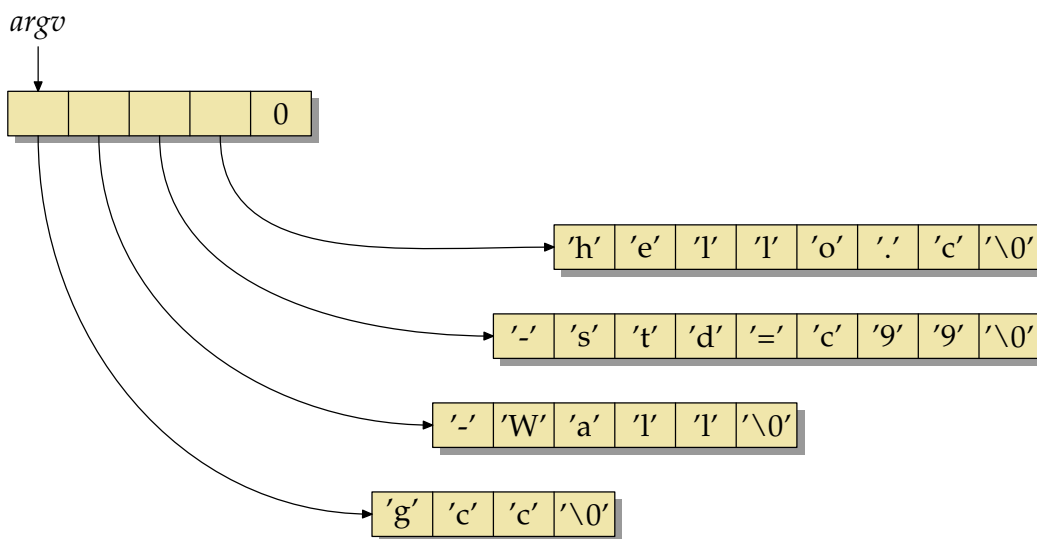 argv
0
'h' 'e' 'l' 'l' 'o' '.' 'c' '\0'
'-' 's' 't' 'd' '=' 'c' '9' '9' '\0'
'-' 'W' 'a' 'l' 'l' '\0'
'g' 'c' 'c' '\0'